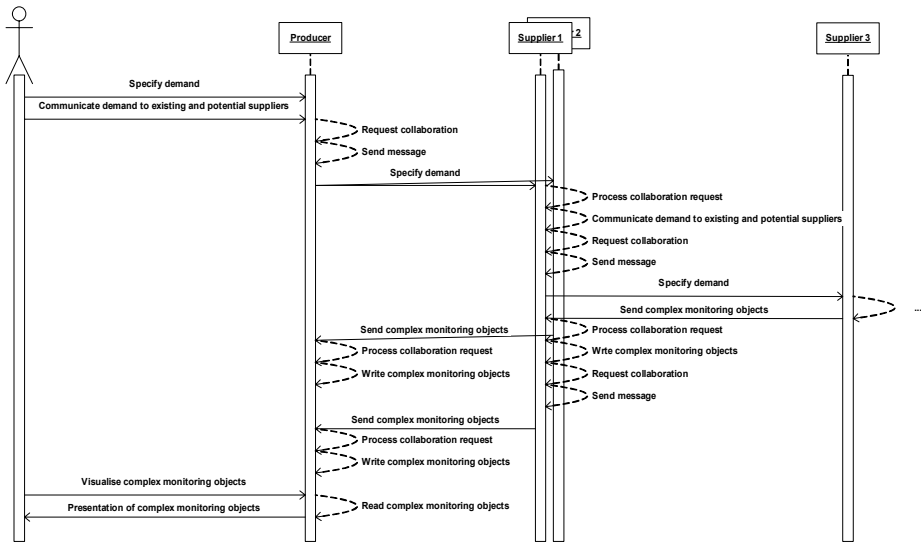 Producer
Supplier 1
r 2
Supplier 3
Specify demand
Communicate demand to existing and potential suppliers
Request collaboration
Send message
Specify demand
Process collaboration request
Communicate demand to existing and potential suppliers
Request collaboration
Send message
Specify demand
Send complex monitoring objects
...
Send complex monitoring objects
Process collaboration request
Process collaboration request
Wrte complex monitoring objects
Write complex monitoring objects
Request collaboration
Send message
Send complex monitoring objects
Process collaboration request
Write complex monitoring objects
Visualise complex monitoring objects
Read complex monitoring objects
Presentation of complex monitoring objects